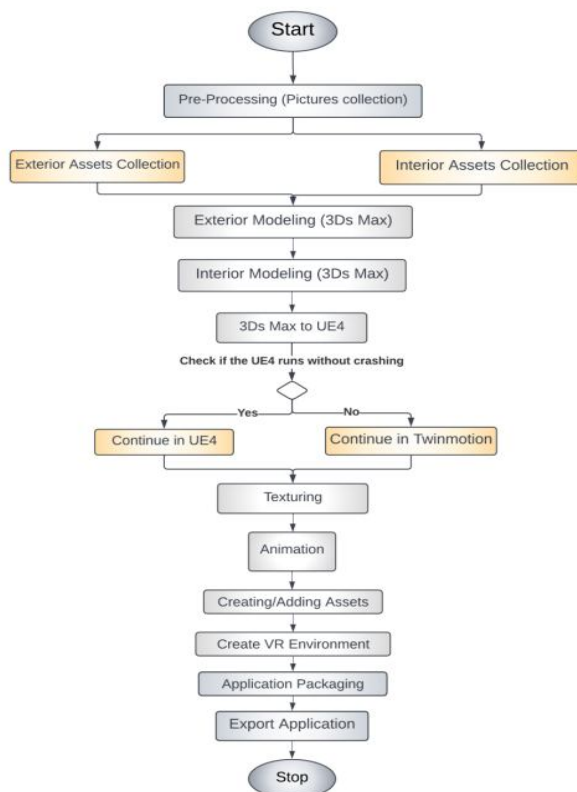 Start
Pre-Processing (Pictures collection)
Exterior Assets Collection
Interior Assets Collection
Exterior Modeling (3Ds Max)
Interior Modeling (3Ds Max)
3Ds Max to UE4
Check if the UE4 runs without crashing
Yes
No
Continue in UE4
Continue in Twinmotion
Texturing
Animation
Creating/Adding Assets
Create VR Environment
Application Packaging
Export Application
Stop